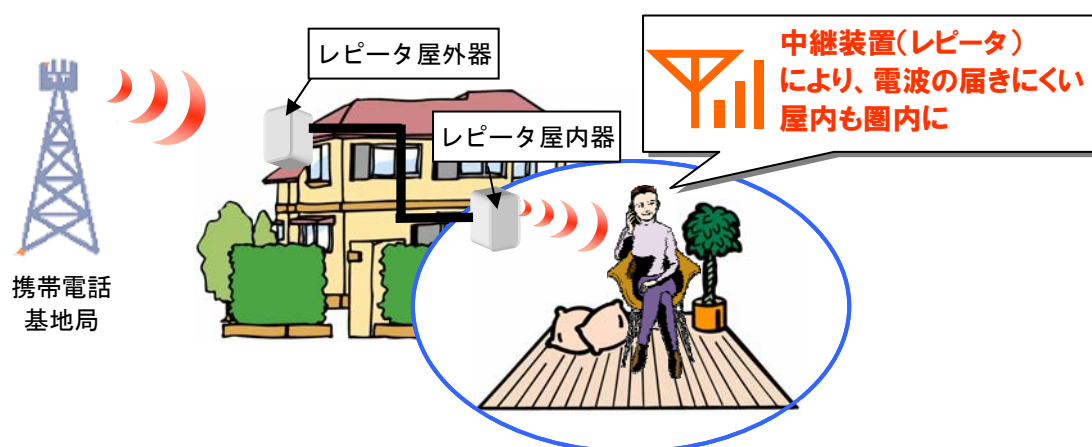 レピータ屋外器
レピータ屋内器
中継装置(レピータ)
により、電波の届きにくい
屋内も圏内に
携帯電話
基地局